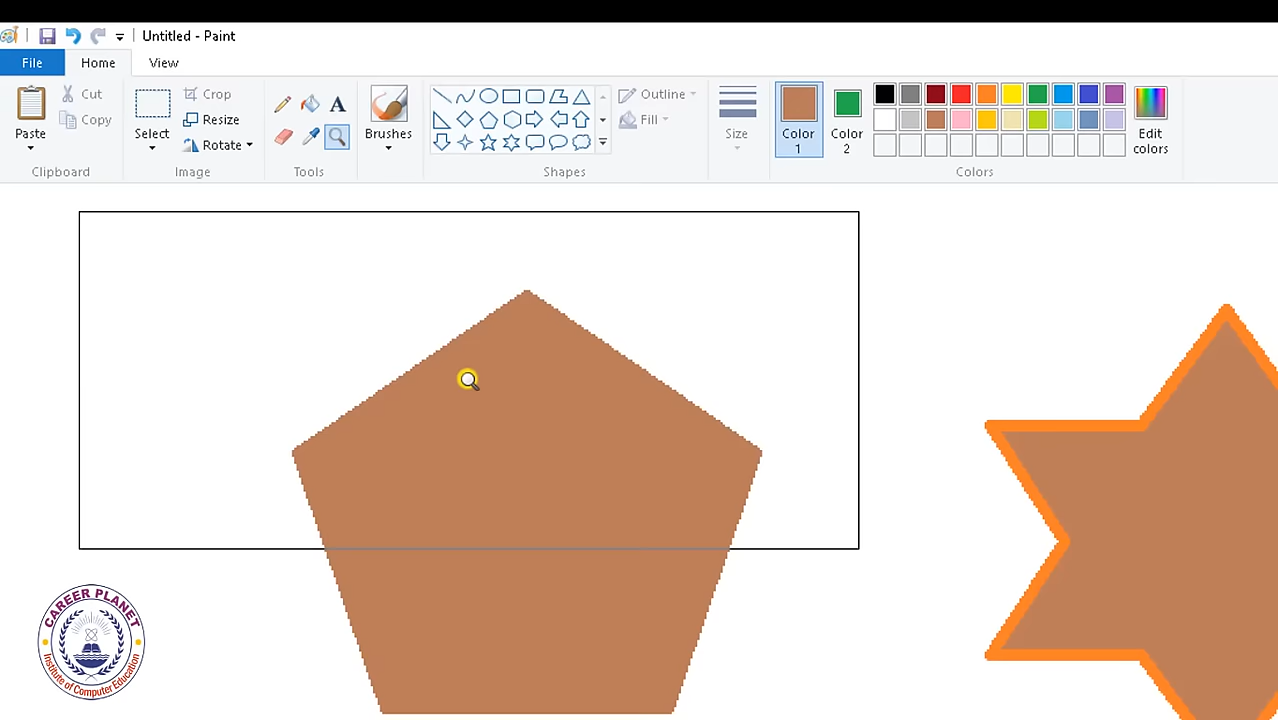 Untitled - Paint
File Home View
Paste
Cut
Copy
Clipboard
Select
Crop
Resize
Rotate
Image
A
Tools
Brushes
Outline
Fill
Shapes
Size
Color 1
Color 2
Edit colors
Colors
CAREER PLANET
Institute of Computer Education